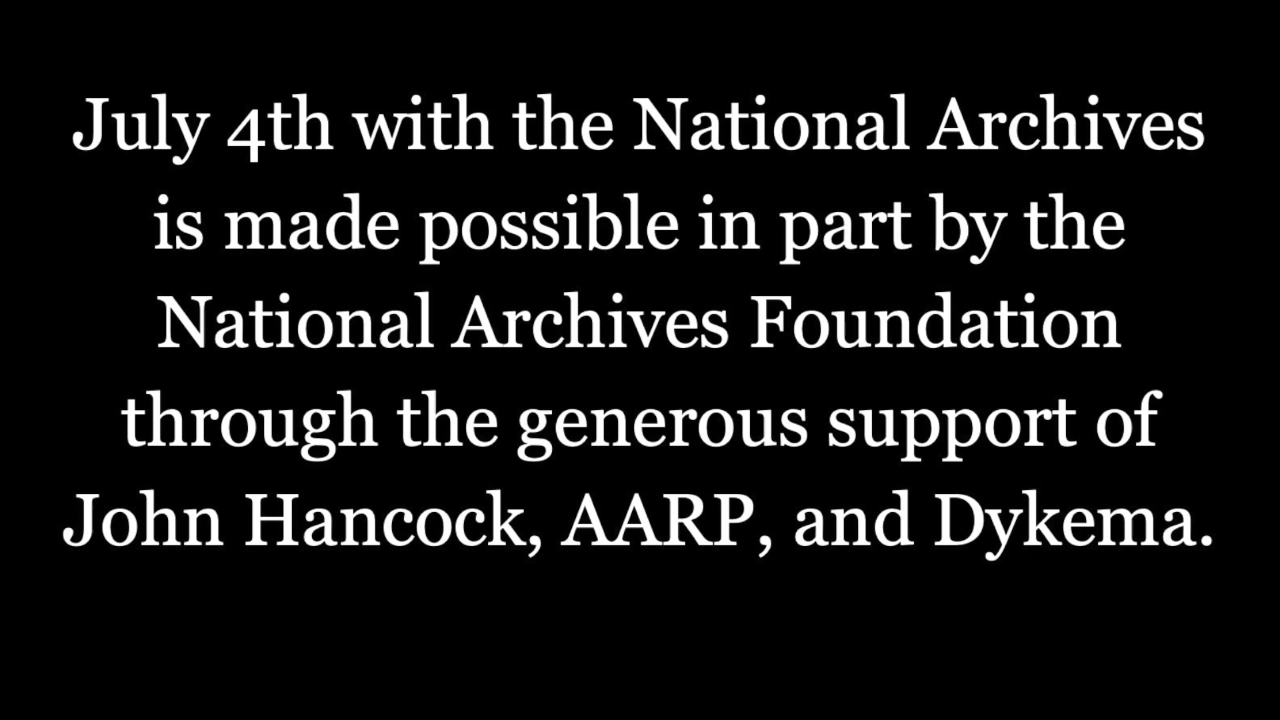 July 4th with the National Archives
is made possible in part by the
National Archives Foundation
through the generous support of
John Hancock, AARP, and Dykema.